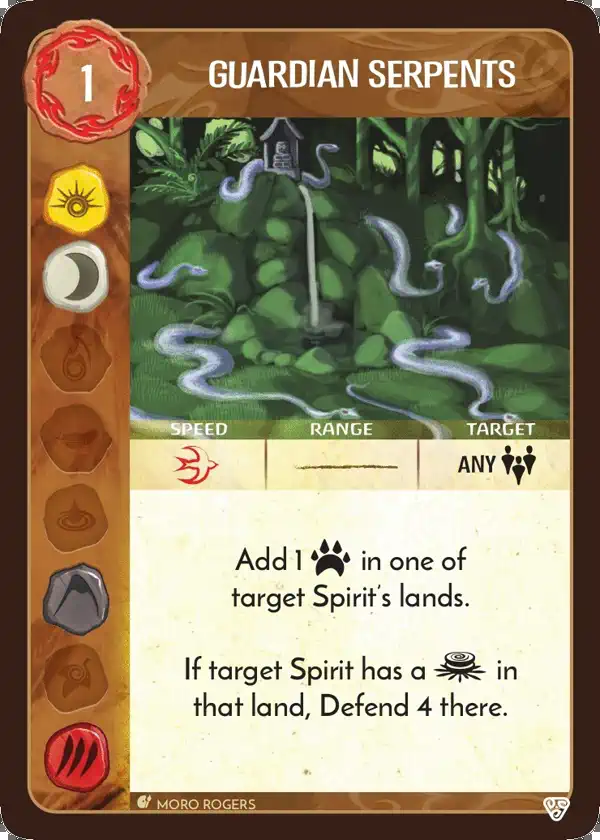 1
GUARDIAN SERPENTS
SPEED RANGE TARGET
ANY
Add 1 in one of
target Spirit's lands.
If target Spirit has a in
that land, Defend 4 there.
MORO ROGERS